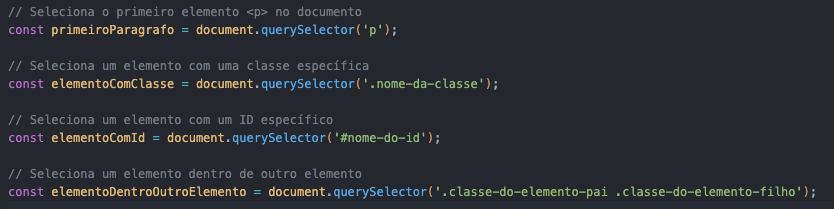 // Seleciona o primeiro elemento <p> no documento
const primeiroParagrafo = document.querySelector('p');
// Seleciona um elemento com uma classe específica
const elementoComClasse = document.querySelector('.nome-da-classe');
// Seleciona um elemento com um ID específico
const elementoComId = document.querySelector('#nome-do-id');
// Seleciona um elemento dentro de outro elemento
const elementoDentroOutroElemento = document.querySelector('.classe-do-elemento-pai .classe-do-elemento-filho');